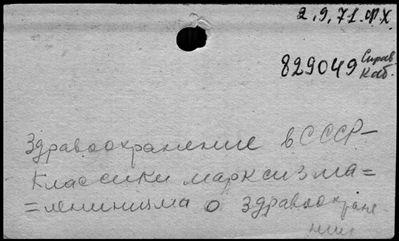 2,9,71.ФХ
829049 Справ
Каб.
Здравоохранение в СССР-
Классики марксизма=
=ленинизма о здравоохране
нии